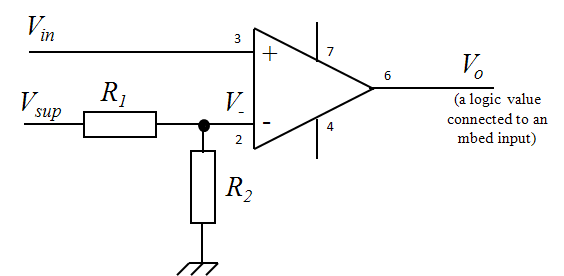 Vin
3
+
7
6
Vo
(a logic value
connected to an
mbed input)
Vsup
R1
V-
-
2
4
R2